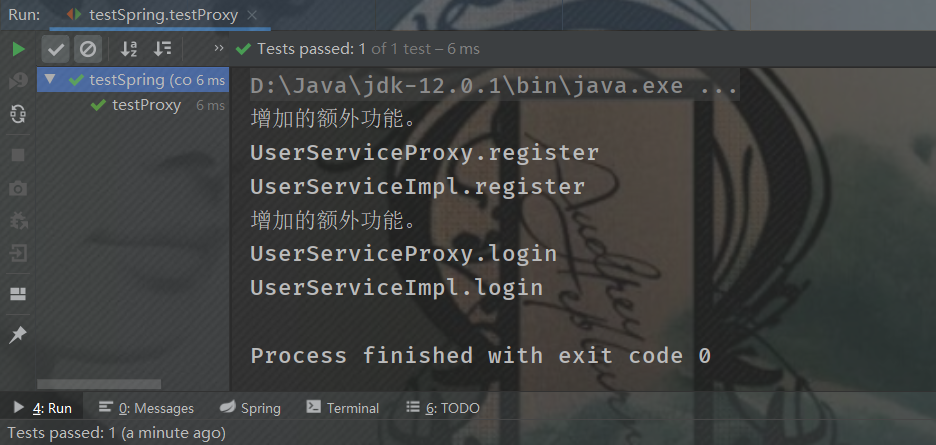 Run: testSpring.testProxy
Tests passed: 1 of 1 test – 6 ms
testSpring (co 6 ms
testProxy 6 ms
D:\Java\jdk-12.0.1\bin\java.exe ...
增加的额外功能。
UserServiceProxy.register
UserServiceImpl.register
增加的额外功能。
UserServiceProxy.login
UserServiceImpl.login
Process finished with exit code 0
Audrey Hepburn
4: Run 0: Messages Spring Terminal 6: TODO
Tests passed: 1 (a minute ago)